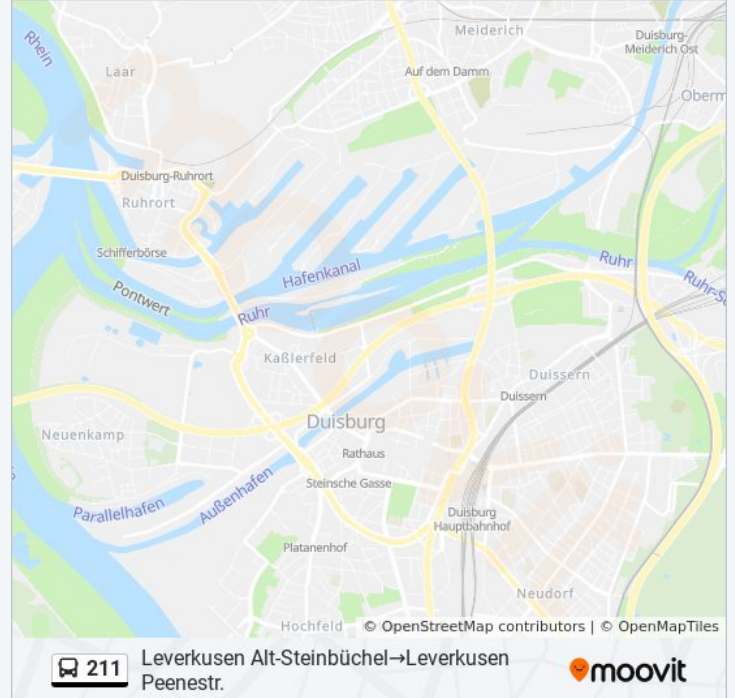 Meiderich
Duisburg-
Meiderich Ost
Rhein
Laar
Auf dem Damm
Oberm
Duisburg-Ruhrort
Ruhrort
Schifferbörse
Hafenkanal
Ruhr
Ruhr-S
Pontwert
Ruhr
Kaßlerfeld
Duissern
Duissern
Duisburg
Neuenkamp
Rathaus
Steinsche Gasse
Außenhafen
Parallelhafen
Duisburg
Hauptbahnhof
Platanenhof
Neudorf
Hochfeld
© OpenStreetMap contributors | © OpenMapTiles
211
Leverkusen Alt-Steinbüchel→Leverkusen
Peenestr.
moovit